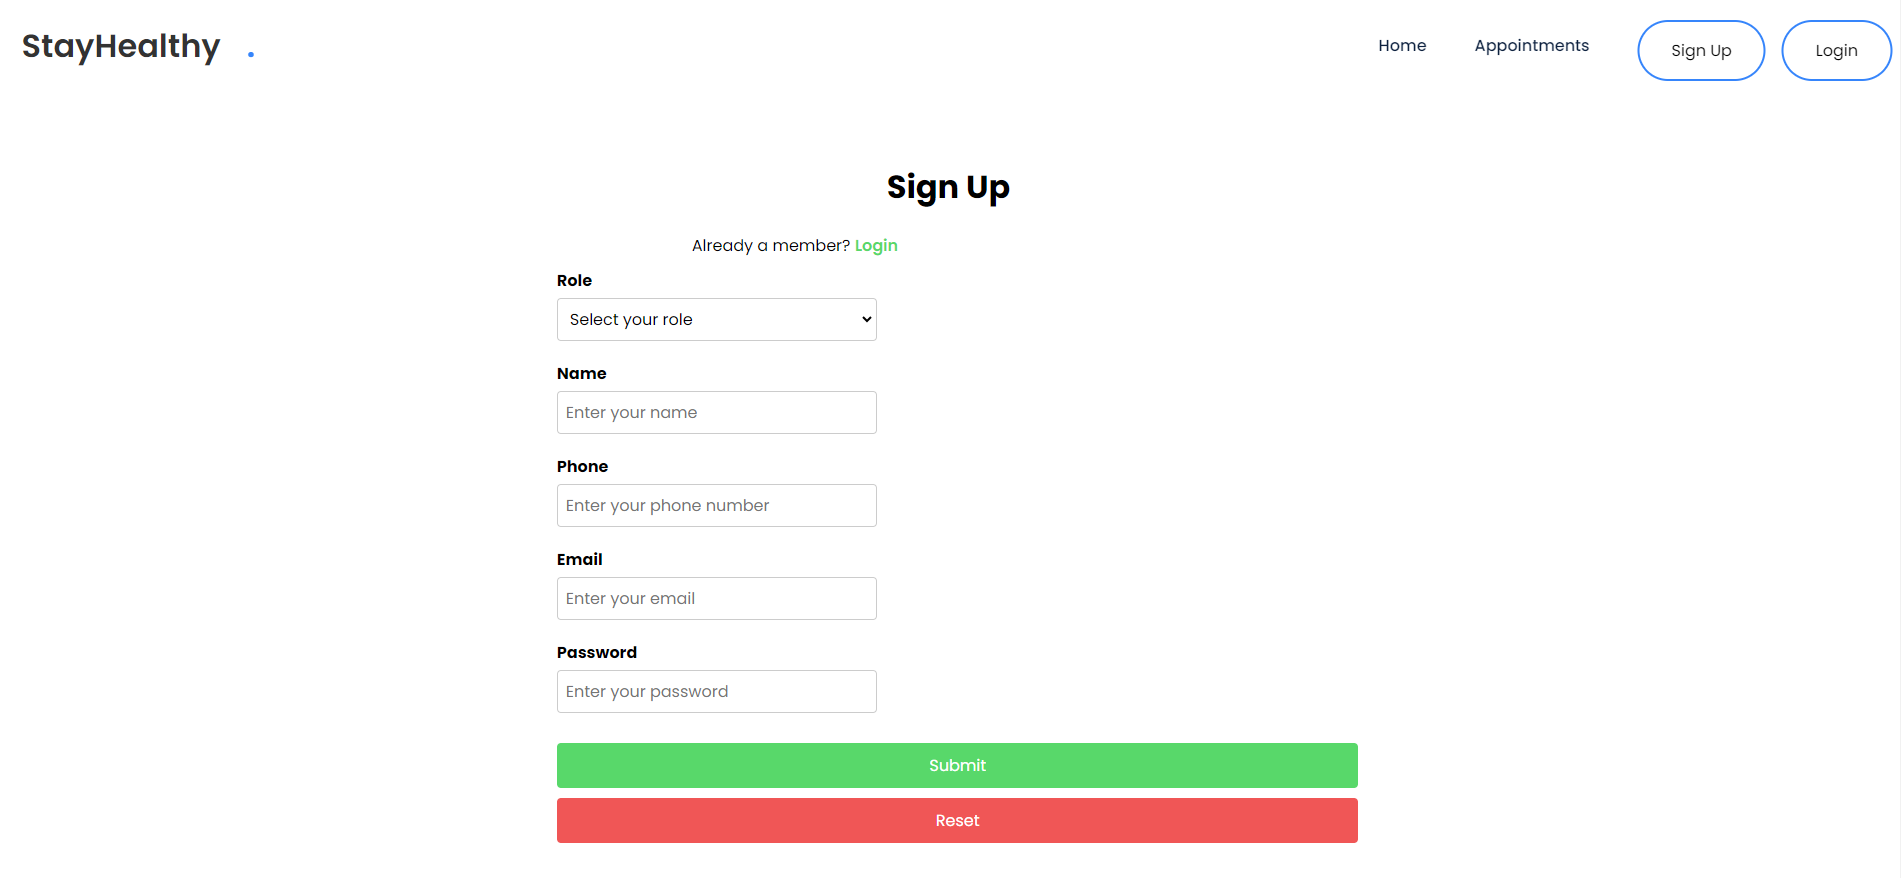 StayHealthy .
Home Appointments Sign Up Login
Sign Up
Already a member? Login
Role
Select your role
Name
Enter your name
Phone
Enter your phone number
Email
Enter your email
Password
Enter your password
Submit
Reset